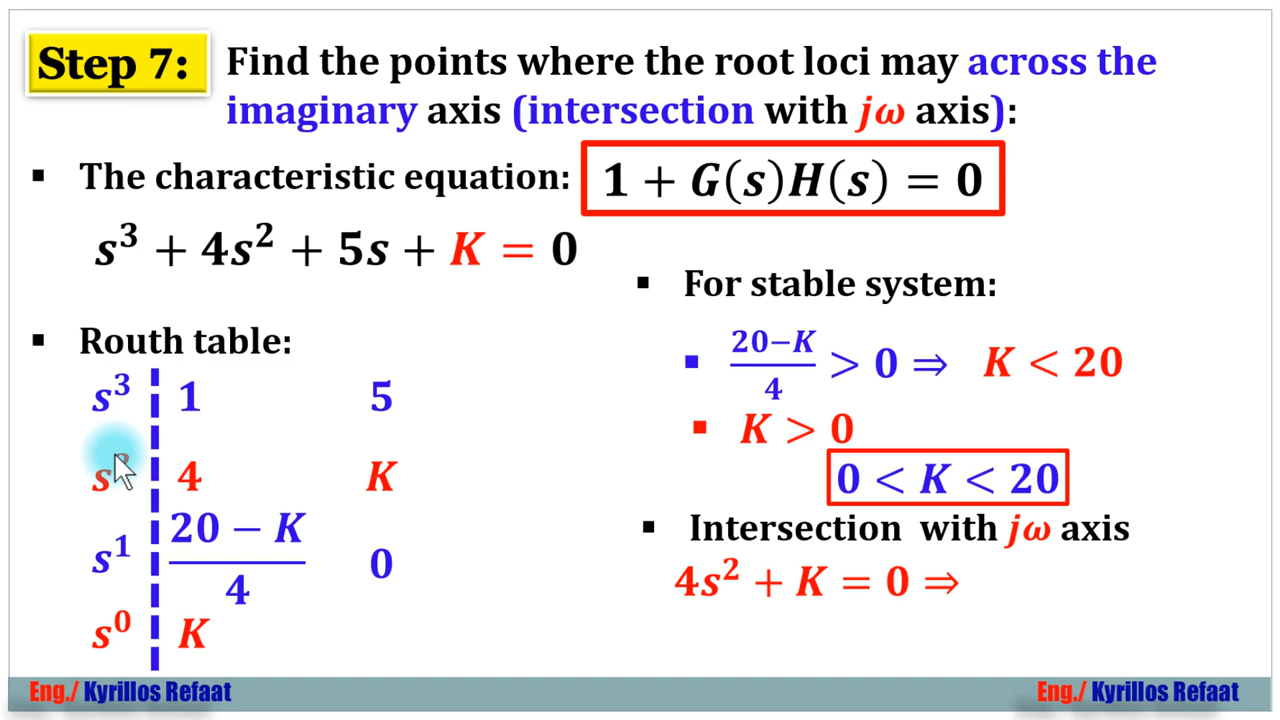 Step 7:
Find the points where the root loci may across the
imaginary axis (intersection with jω axis):
▪ The characteristic equation: 1 + G(s)H(s) = 0
s³ + 4s² + 5s + K = 0
▪ Routh table:
s³ 1 5
s² 4 K
s¹ (20 − K)/4 0
s⁰ K
▪ For stable system:
▪ (20−K)/4 > 0 ⇒ K < 20
▪ K > 0
0 < K < 20
▪ Intersection with jω axis
4s² + K = 0 ⇒
Eng./ Kyrillos Refaat
Eng./ Kyrillos Refaat